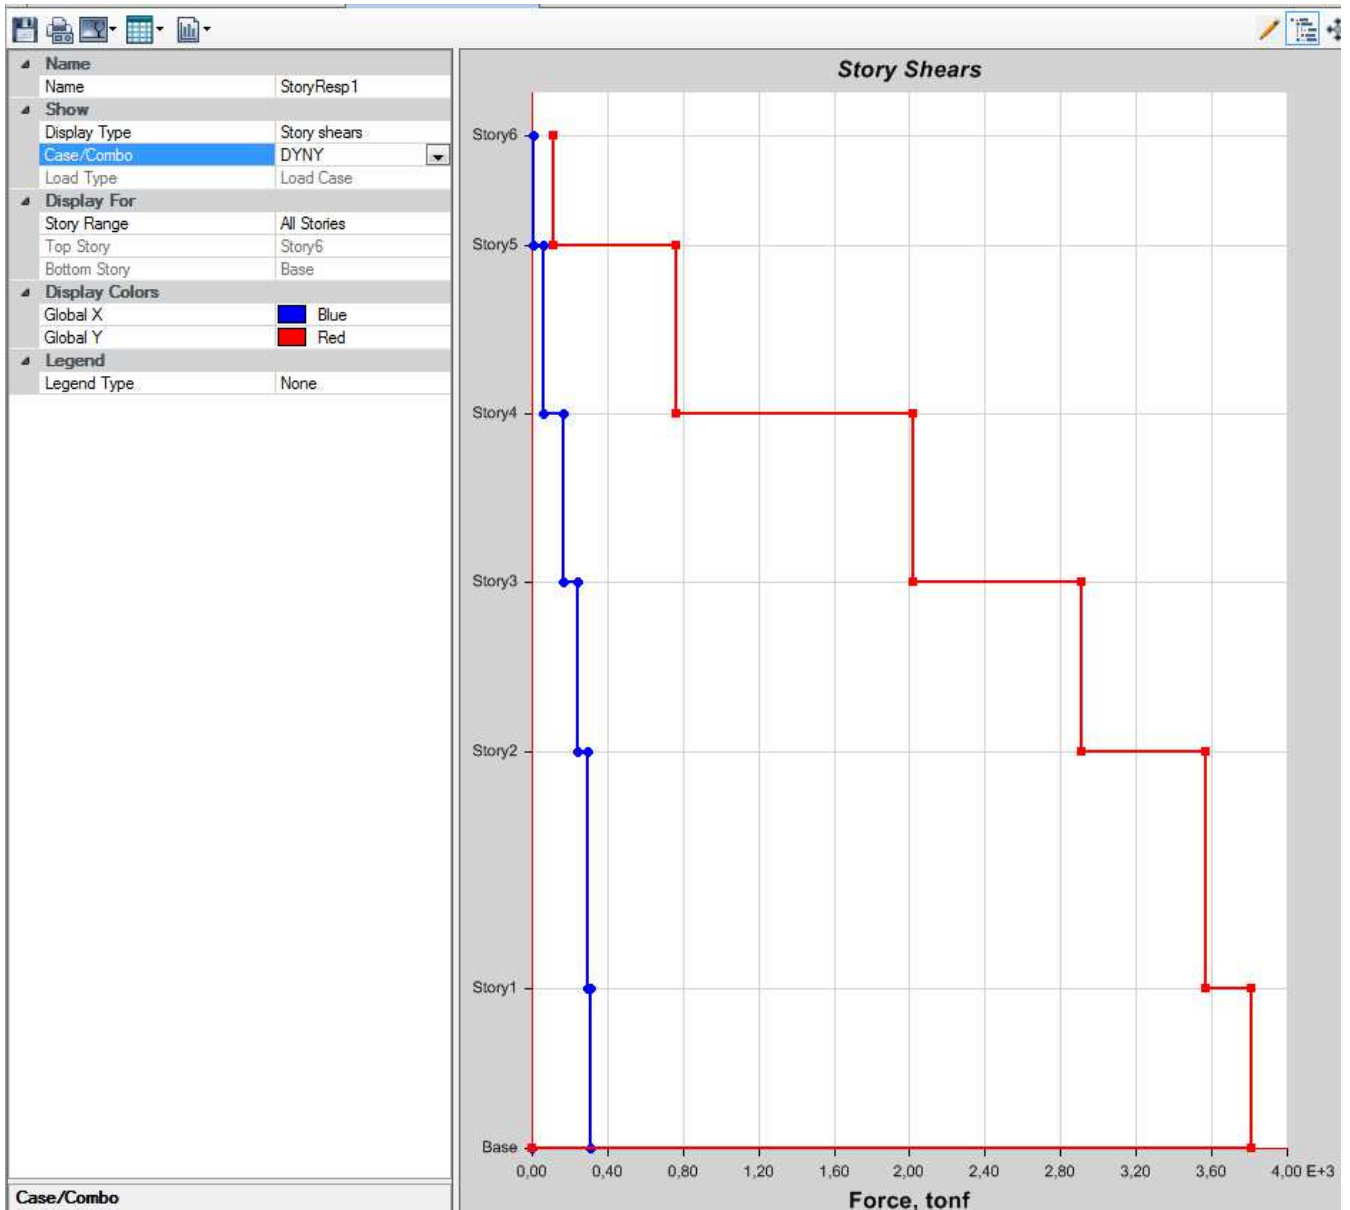 Name
Name StoryResp1
Show
Display Type Story shears
Case/Combo DYNY
Load Type Load Case
Display For
Story Range All Stories
Top Story Story6
Bottom Story Base
Display Colors
Global X Blue
Global Y Red
Legend
Legend Type None
Case/Combo
Story Shears
Story6
Story5
Story4
Story3
Story2
Story1
Base
0,00 0,40 0,80 1,20 1,60 2,00 2,40 2,80 3,20 3,60 4,00 E+3
Force, tonf